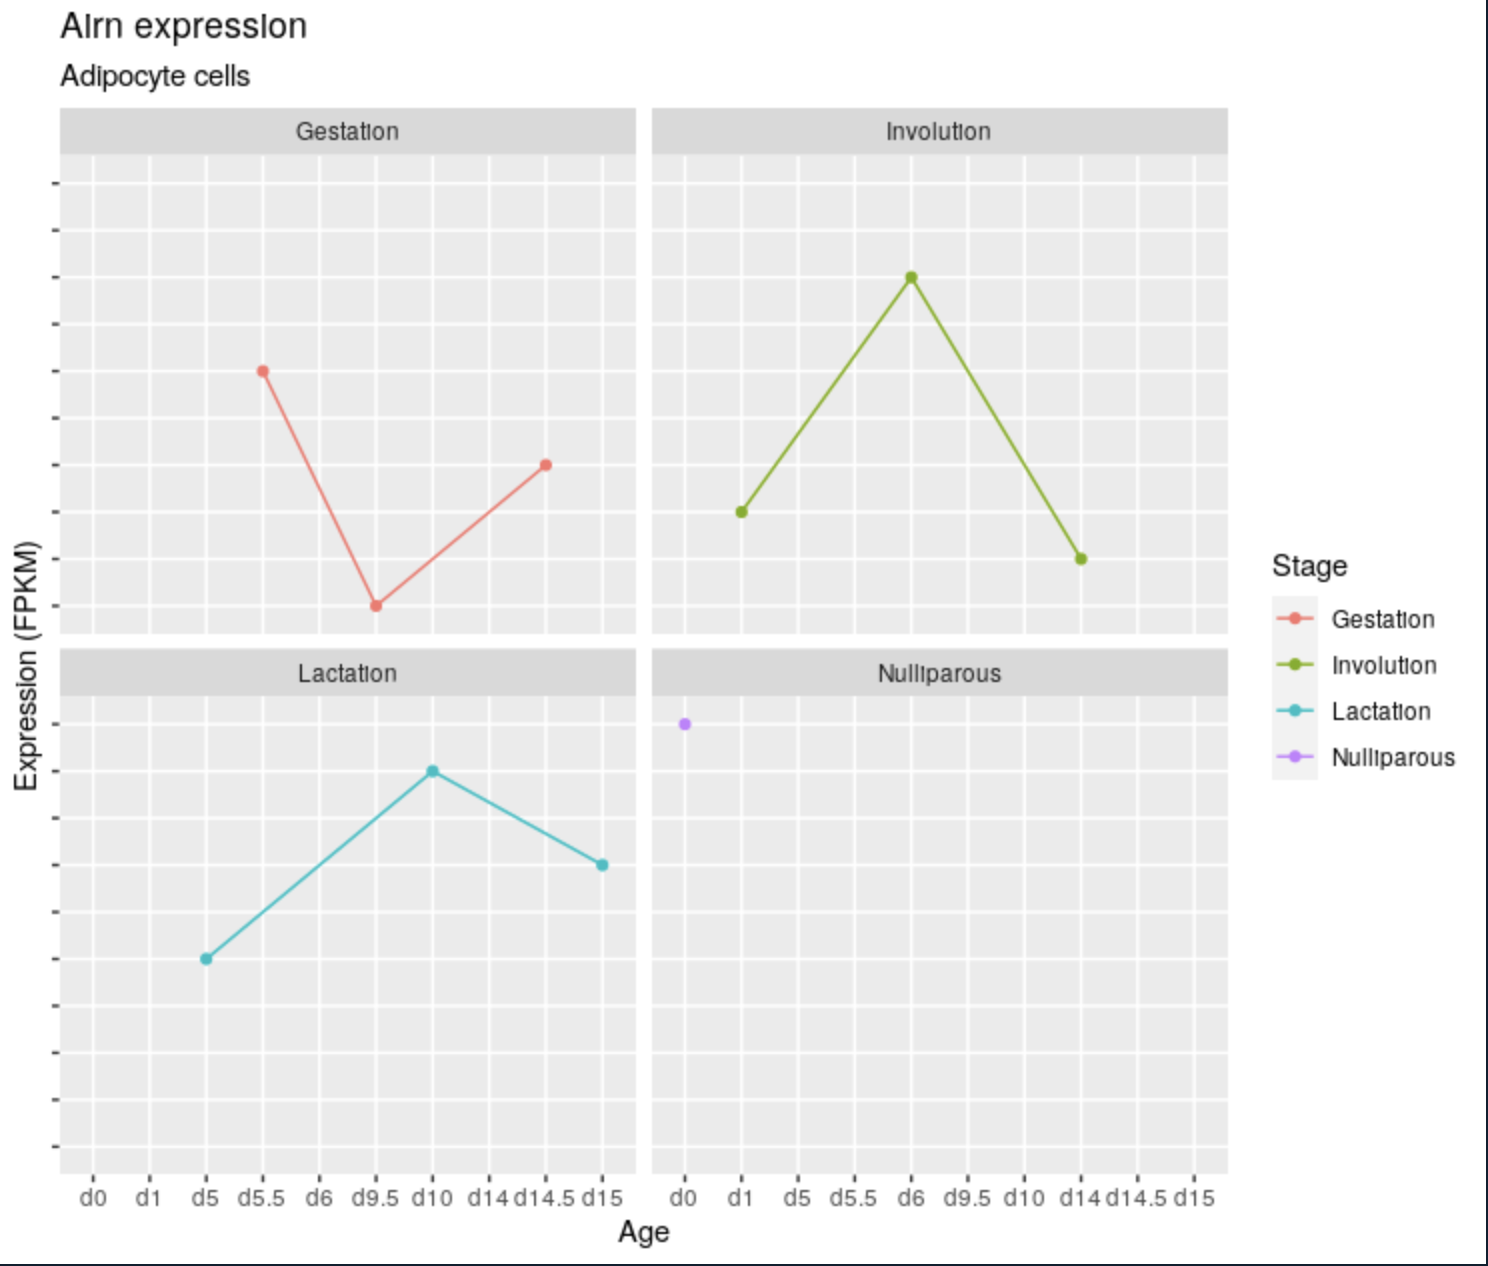 Airn expression
Adipocyte cells
Gestation
Involution
Expression (FPKM)
Lactation
Nulliparous
d0 d1 d5 d5.5 d6 d9.5 d10 d14 d14.5 d15
d0 d1 d5 d5.5 d6 d9.5 d10 d14 d14.5 d15
Age
Stage
Gestation
Involution
Lactation
Nulliparous